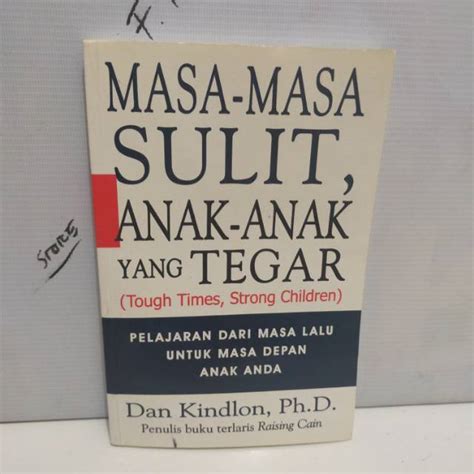 MASA-MASA
SULIT,
ANAK-ANAK
YANG TEGAR
(Tough Times, Strong Children)
PELAJARAN DARI MASA LALU
UNTUK MASA DEPAN
ANAK ANDA
Dan Kindlon, Ph.D.
Penulis buku terlaris Raising Cain